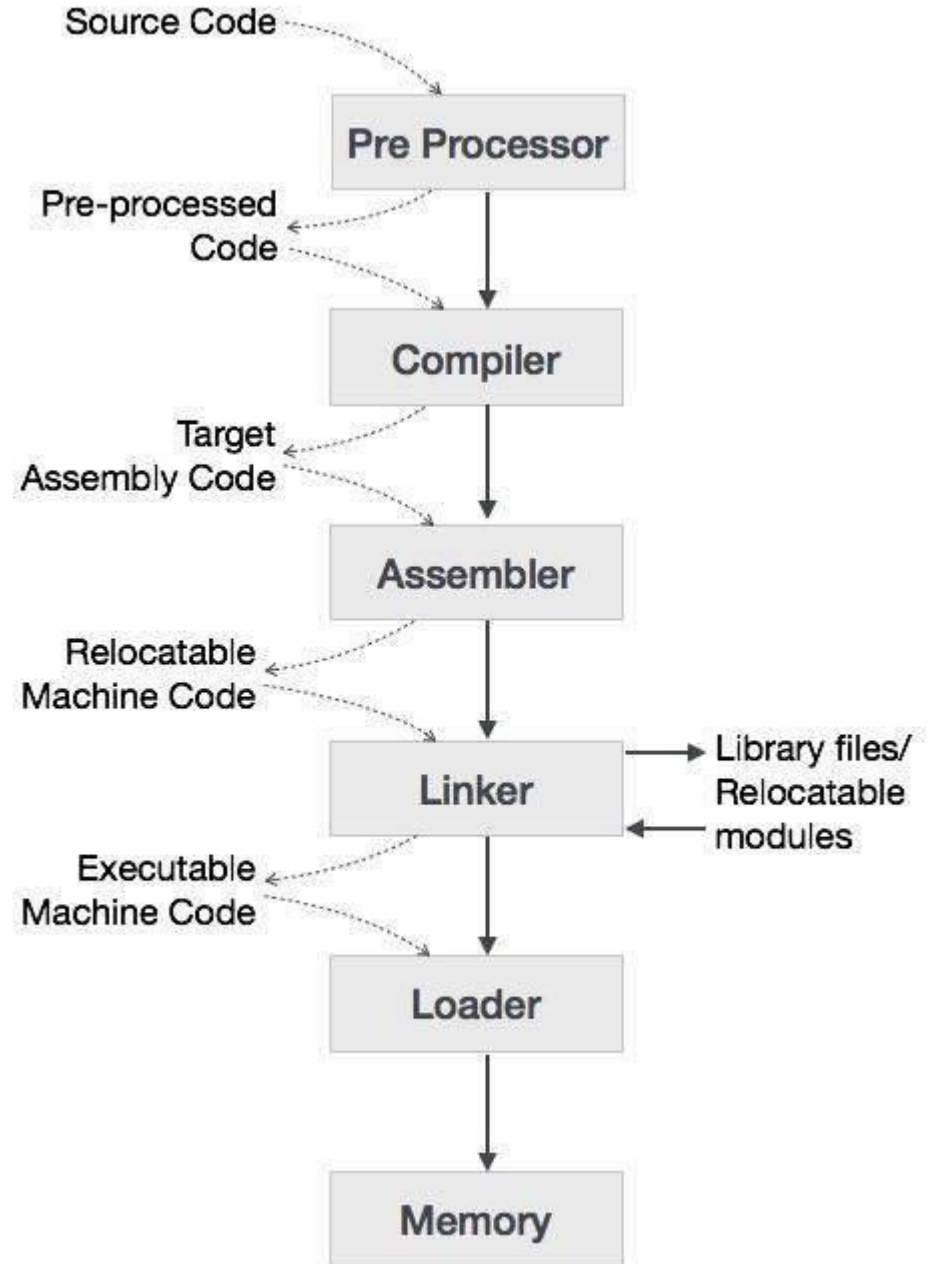 Source Code
Pre Processor
Pre-processed
Code
Compiler
Target
Assembly Code
Assembler
Relocatable
Machine Code
Linker
Library files/
Relocatable
modules
Executable
Machine Code
Loader
Memory